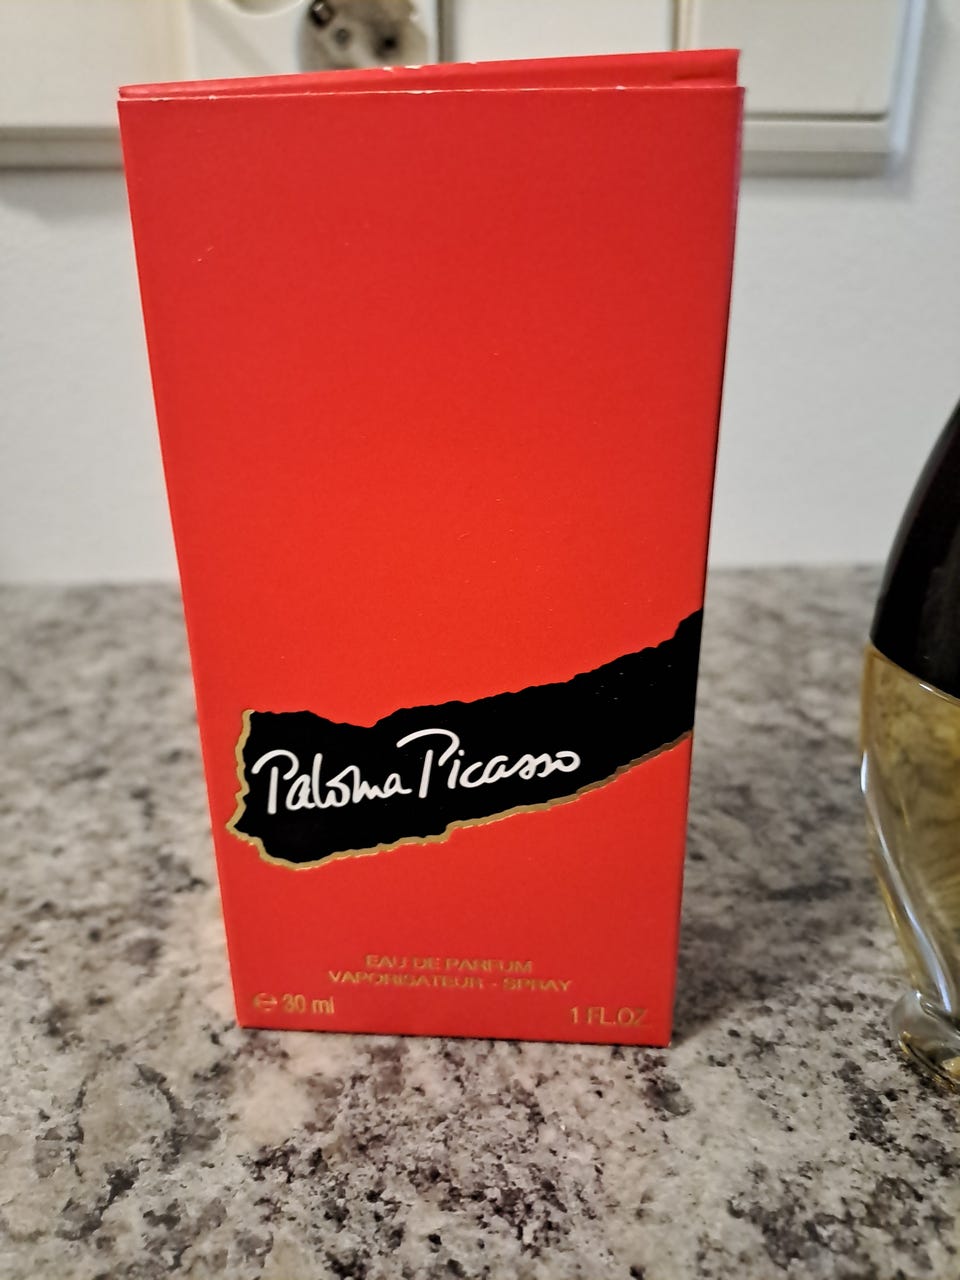 Paloma Picasso
EAU DE PARFUM
VAPORISATEUR - SPRAY
℮ 30 ml
1 FL.OZ